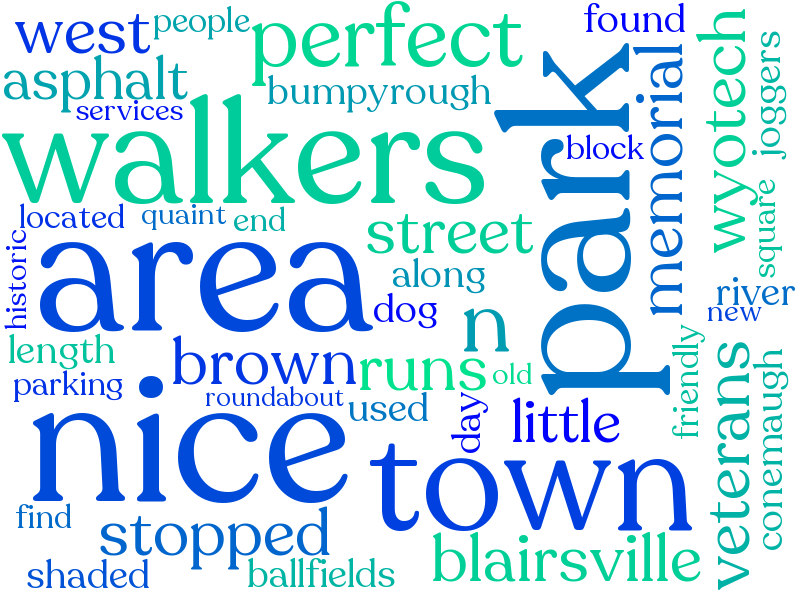 west
people
perfect
found
asphalt
services
bumpyrough
walkers
park
block
memorial
wyotech
joggers
located
quaint
end
street
square
historic
area
along
dog
n
river
new
length
brown
runs
old
friendly
parking
roundabout
used
day
little
veterans
conemaugh
nice
town
find
stopped
blairsville
shaded
ballfields